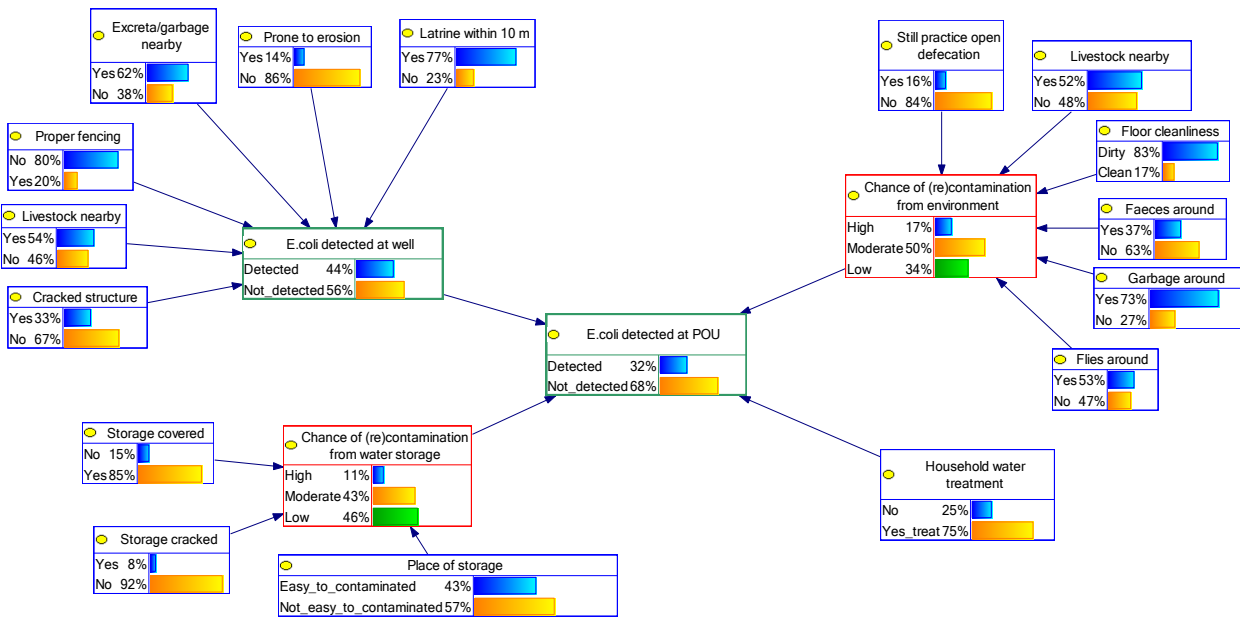 Excreta/garbage
nearby
Yes 62%
No 38%
Prone to erosion
Yes 14%
No 86%
Latrine within 10 m
Yes 77%
No 23%
Still practice open
defecation
Yes 16%
No 84%
Livestock nearby
Yes 52%
No 48%
Proper fencing
No 80%
Yes 20%
Floor cleanliness
Dirty 83%
Clean 17%
Livestock nearby
Yes 54%
No 46%
E.coli detected at well
Detected 44%
Not_detected 56%
Chance of (re)contamination
from environment
High 17%
Moderate 50%
Low 34%
Faeces around
Yes 37%
No 63%
Cracked structure
Yes 33%
No 67%
Garbage around
Yes 73%
No 27%
E.coli detected at POU
Detected 32%
Not_detected 68%
Flies around
Yes 53%
No 47%
Storage covered
No 15%
Yes 85%
Chance of (re)contamination
from water storage
High 11%
Moderate 43%
Low 46%
Household water
treatment
No 25%
Yes_treat 75%
Storage cracked
Yes 8%
No 92%
Place of storage
Easy_to_contaminated 43%
Not_easy_to_contaminated 57%